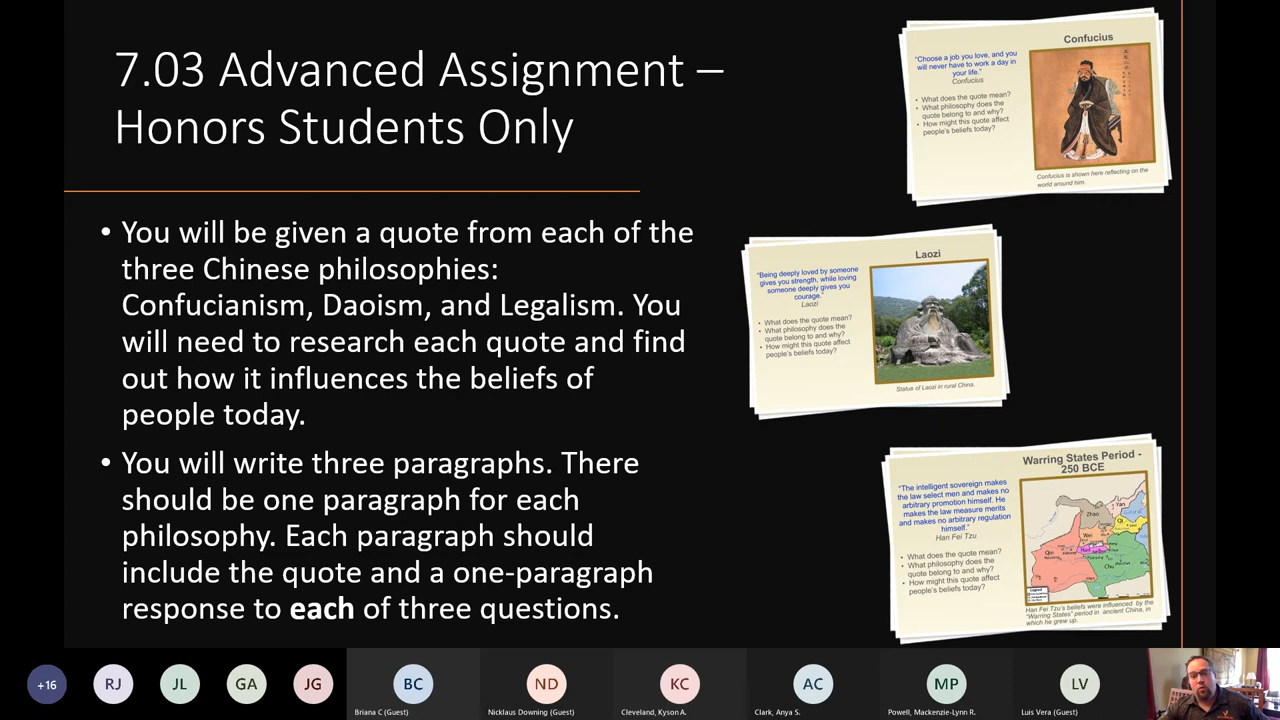 7.03 Advanced Assignment –
Honors Students Only
• You will be given a quote from each of the
three Chinese philosophies:
Confucianism, Daoism, and Legalism. You
will need to research each quote and find
out how it influences the beliefs of
people today.
• You will write three paragraphs. There
should be one paragraph for each
philosophy. Each paragraph should
include the quote and a one-paragraph
response to each of three questions.
Confucius
"Choose a job you love, and you
will never have to work a day in
your life."
Confucius
• What does the quote mean?
• What philosophy does the
quote belong to and why?
• How might this quote affect
people's beliefs today?
Confucius is shown here reflecting on the
world around him.
Laozi
"Being deeply loved by someone
gives you strength, while loving
someone deeply gives you
courage."
Laozi
• What does the quote mean?
• What philosophy does the
quote belong to and why?
• How might this quote affect
people's beliefs today?
Statue of Laozi in rural China.
Warring States Period -
250 BCE
"The intelligent sovereign makes
the law select men and makes no
arbitrary promotion himself. He
makes the law measure merits
and makes no arbitrary regulation
himself."
Han Fei Tzu
• What does the quote mean?
• What philosophy does the
quote belong to and why?
• How might this quote affect
people's beliefs today?
Yan
Zhao
Qi
Wei
Qin
Han
Chu
Han Fei Tzu's beliefs were influenced by the
"Warring States" period in ancient China, in
which he grew up.
+16
RJ
JL
GA
JG
BC
ND
KC
AC
MP
LV
Briana C (Guest)
Nicklaus Downing (Guest)
Cleveland, Kyson A.
Clark, Anya S.
Powell, Mackenzie-Lynn R.
Luis Vera (Guest)